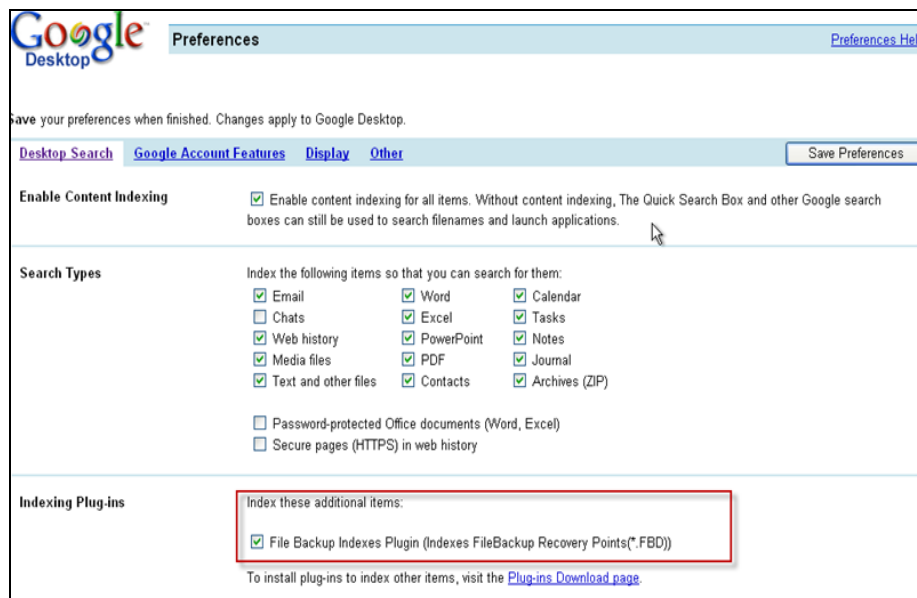 Google
Desktop
Preferences
Preferences Hel
Save your preferences when finished. Changes apply to Google Desktop.
Desktop Search Google Account Features Display Other Save Preferences
Enable Content Indexing
Enable content indexing for all items. Without content indexing, The Quick Search Box and other Google search
boxes can still be used to search filenames and launch applications.
Search Types
Index the following items so that you can search for them:
Email Word Calendar
Chats Excel Tasks
Web history PowerPoint Notes
Media files PDF Journal
Text and other files Contacts Archives (ZIP)
Password-protected Office documents (Word, Excel)
Secure pages (HTTPS) in web history
Indexing Plug-ins
Index these additional items:
File Backup Indexes Plugin (Indexes FileBackup Recovery Points(*.FBD))
To install plug-ins to index other items, visit the Plug-ins Download page.